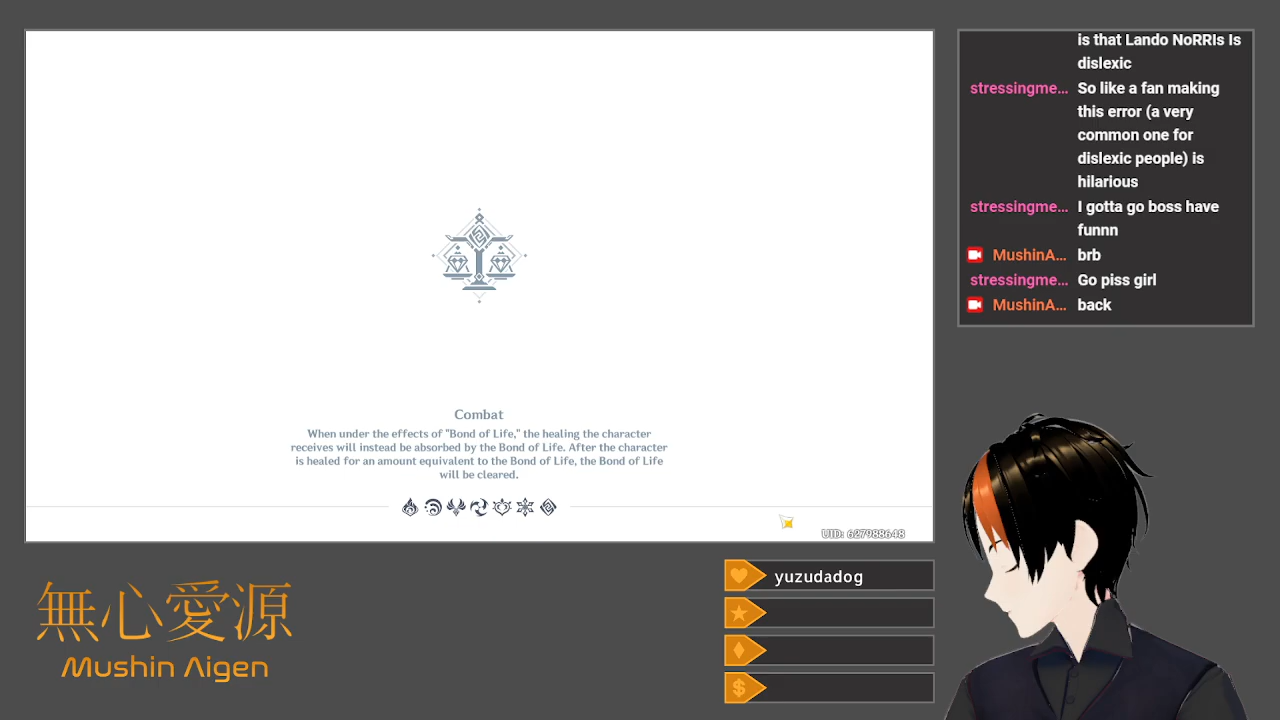 Combat
When under the effects of "Bond of Life," the healing the character
receives will instead be absorbed by the Bond of Life. After the character
is healed for an amount equivalent to the Bond of Life, the Bond of Life
will be cleared.
UID: 627988648
is that Lando NoRRIs Is
dislexic
stressingme... So like a fan making
this error (a very
common one for
dislexic people) is
hilarious
stressingme... I gotta go boss have
funnn
MushinA... brb
stressingme... Go piss girl
MushinA... back
無心愛源
Mushin Aigen
yuzudadog